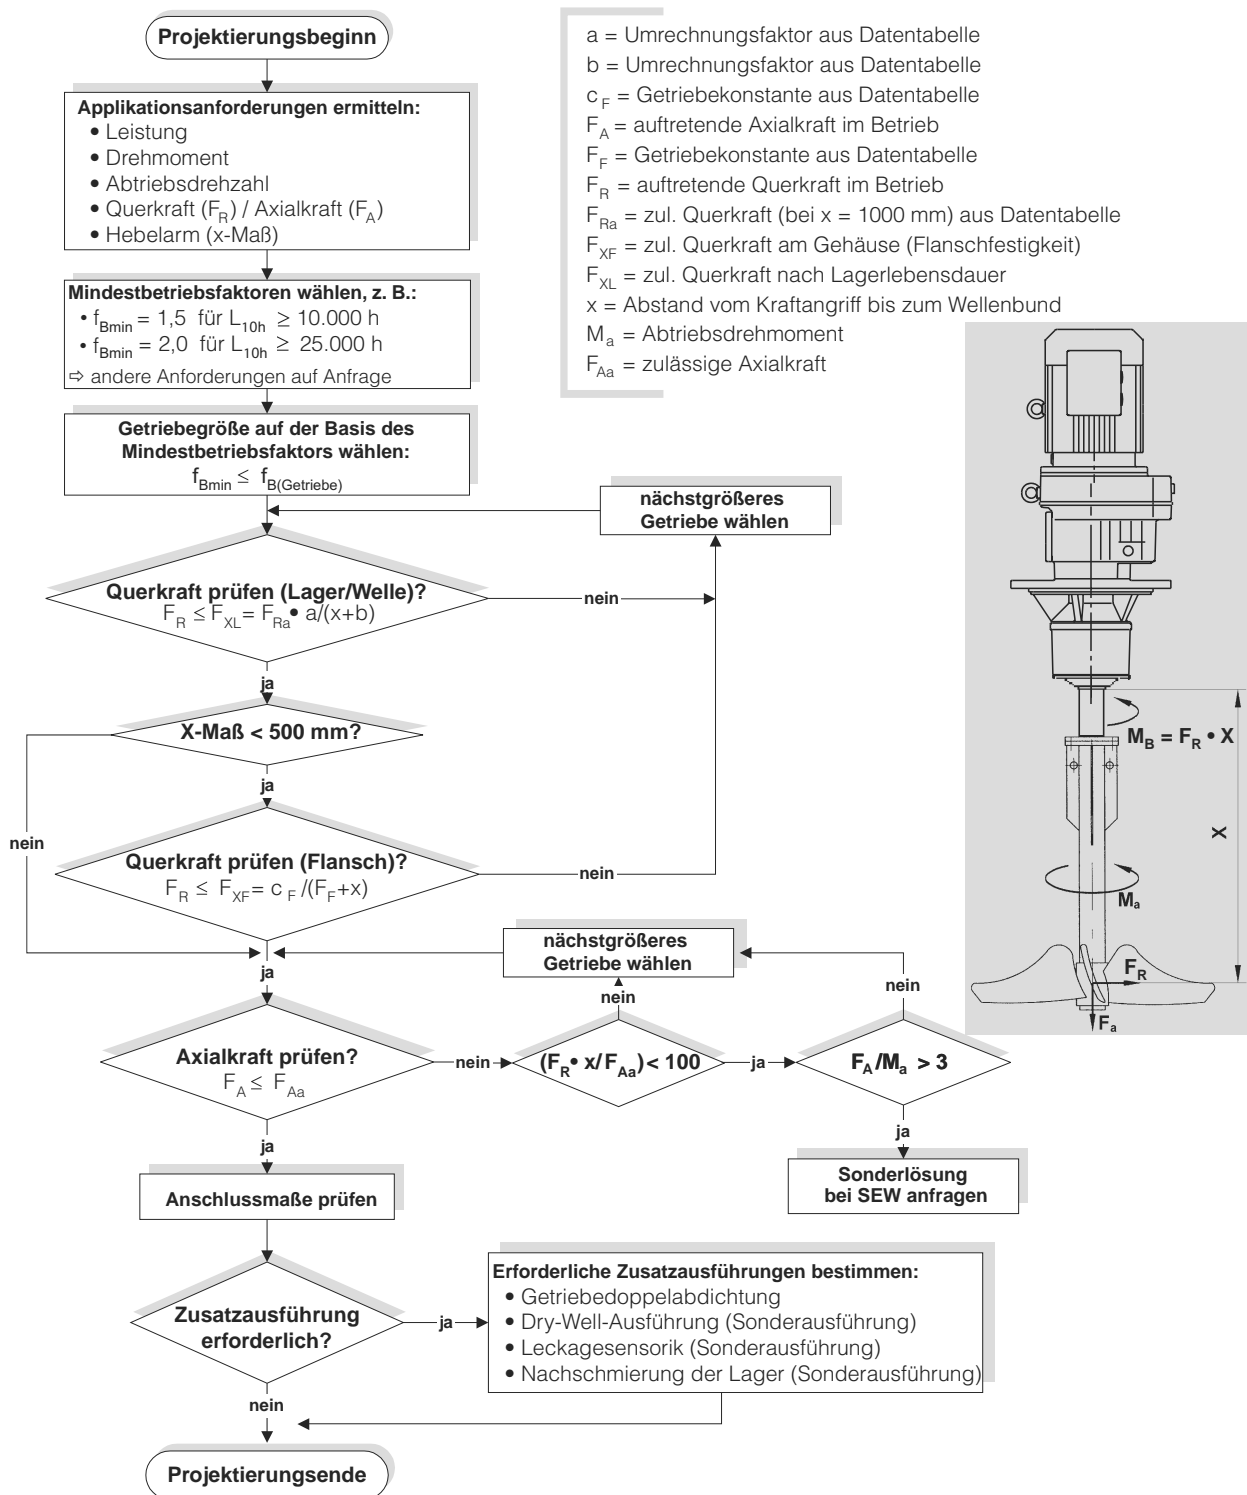 Projektierungsbeginn
Applikationsanforderungen ermitteln:
• Leistung
• Drehmoment
• Abtriebsdrehzahl
• Querkraft (F_R) / Axialkraft (F_A)
• Hebelarm (x-Maß)
Mindestbetriebsfaktoren wählen, z. B.:
• f_Bmin = 1,5 für L_10h ≥ 10.000 h
• f_Bmin = 2,0 für L_10h ≥ 25.000 h
⇨ andere Anforderungen auf Anfrage
Getriebegröße auf der Basis des
Mindestbetriebsfaktors wählen:
f_Bmin ≤ f_B(Getriebe)
nächstgrößeres
Getriebe wählen
Querkraft prüfen (Lager/Welle)?
F_R ≤ F_XL = F_Ra • a/(x+b)
nein
ja
X-Maß < 500 mm?
ja
nein
Querkraft prüfen (Flansch)?
F_R ≤ F_XF = c_F /(F_F+x)
nein
ja
nächstgrößeres
Getriebe wählen
nein
nein
Axialkraft prüfen?
F_A ≤ F_Aa
nein
(F_R • x/F_Aa) < 100
ja
F_A/M_a > 3
ja
ja
Sonderlösung
bei SEW anfragen
Anschlussmaße prüfen
Zusatzausführung
erforderlich?
ja
Erforderliche Zusatzausführungen bestimmen:
• Getriebedoppelabdichtung
• Dry-Well-Ausführung (Sonderausführung)
• Leckagesensorik (Sonderausführung)
• Nachschmierung der Lager (Sonderausführung)
nein
Projektierungsende
a = Umrechnungsfaktor aus Datentabelle
b = Umrechnungsfaktor aus Datentabelle
c_F = Getriebekonstante aus Datentabelle
F_A = auftretende Axialkraft im Betrieb
F_F = Getriebekonstante aus Datentabelle
F_R = auftretende Querkraft im Betrieb
F_Ra = zul. Querkraft (bei x = 1000 mm) aus Datentabelle
F_XF = zul. Querkraft am Gehäuse (Flanschfestigkeit)
F_XL = zul. Querkraft nach Lagerlebensdauer
x = Abstand vom Kraftangriff bis zum Wellenbund
M_a = Abtriebsdrehmoment
F_Aa = zulässige Axialkraft
M_B = F_R • X
X
M_a
F_R
F_a